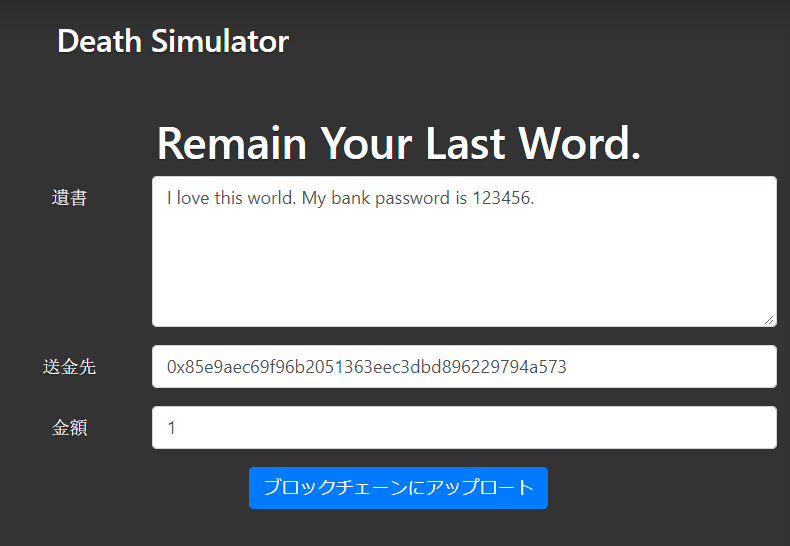 Death Simulator
Remain Your Last Word.
遺書
I love this world. My bank password is 123456.
送金先
0x85e9aec69f96b2051363eec3dbd896229794a573
金額
1
ブロックチェーンにアップロート